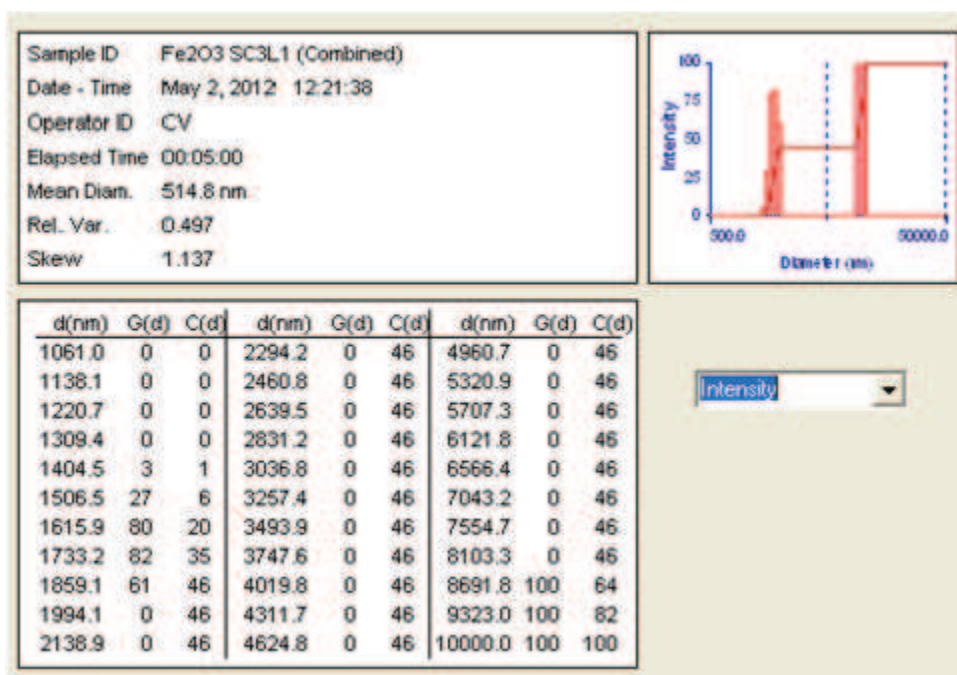 Sample ID Fe2O3 SC3L1 (Combined)
Date - Time May 2, 2012 12:21:38
Operator ID CV
Elapsed Time 00:05:00
Mean Diam. 514.8 nm
Rel. Var. 0.497
Skew 1.137
100
75
50
25
0
Intensity
500.0 50000.0
Diameter (nm)
d(nm) G(d) C(d) d(nm) G(d) C(d) d(nm) G(d) C(d)
1061.0 0 0 2294.2 0 46 4960.7 0 46
1138.1 0 0 2460.8 0 46 5320.9 0 46
1220.7 0 0 2639.5 0 46 5707.3 0 46
1309.4 0 0 2831.2 0 46 6121.8 0 46
1404.5 3 1 3036.8 0 46 6566.4 0 46
1506.5 27 6 3257.4 0 46 7043.2 0 46
1615.9 80 20 3493.9 0 46 7554.7 0 46
1733.2 82 35 3747.6 0 46 8103.3 0 46
1859.1 61 46 4019.8 0 46 8691.8 100 64
1994.1 0 46 4311.7 0 46 9323.0 100 82
2138.9 0 46 4624.8 0 46 10000.0 100 100
Intensity